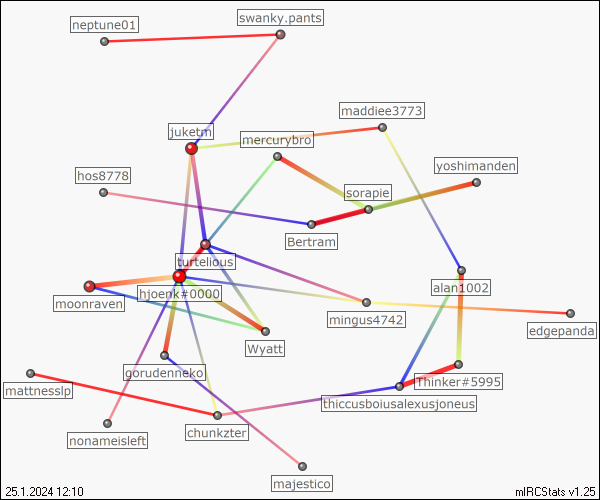 neptune01
swanky.pants
maddiee3773
juketm
mercurybro
yoshimanden
hos8778
sorapie
Bertram
turtelious
alan1002
hjoenk#0000
moonraven
mingus4742
edgepanda
Wyatt
gorudenneko
Thinker#5995
mattnesslp
thiccusboiusalexusjoneus
nonameisleft
chunkzter
majestico
25.1.2024 12:10
mIRCStats v1.25